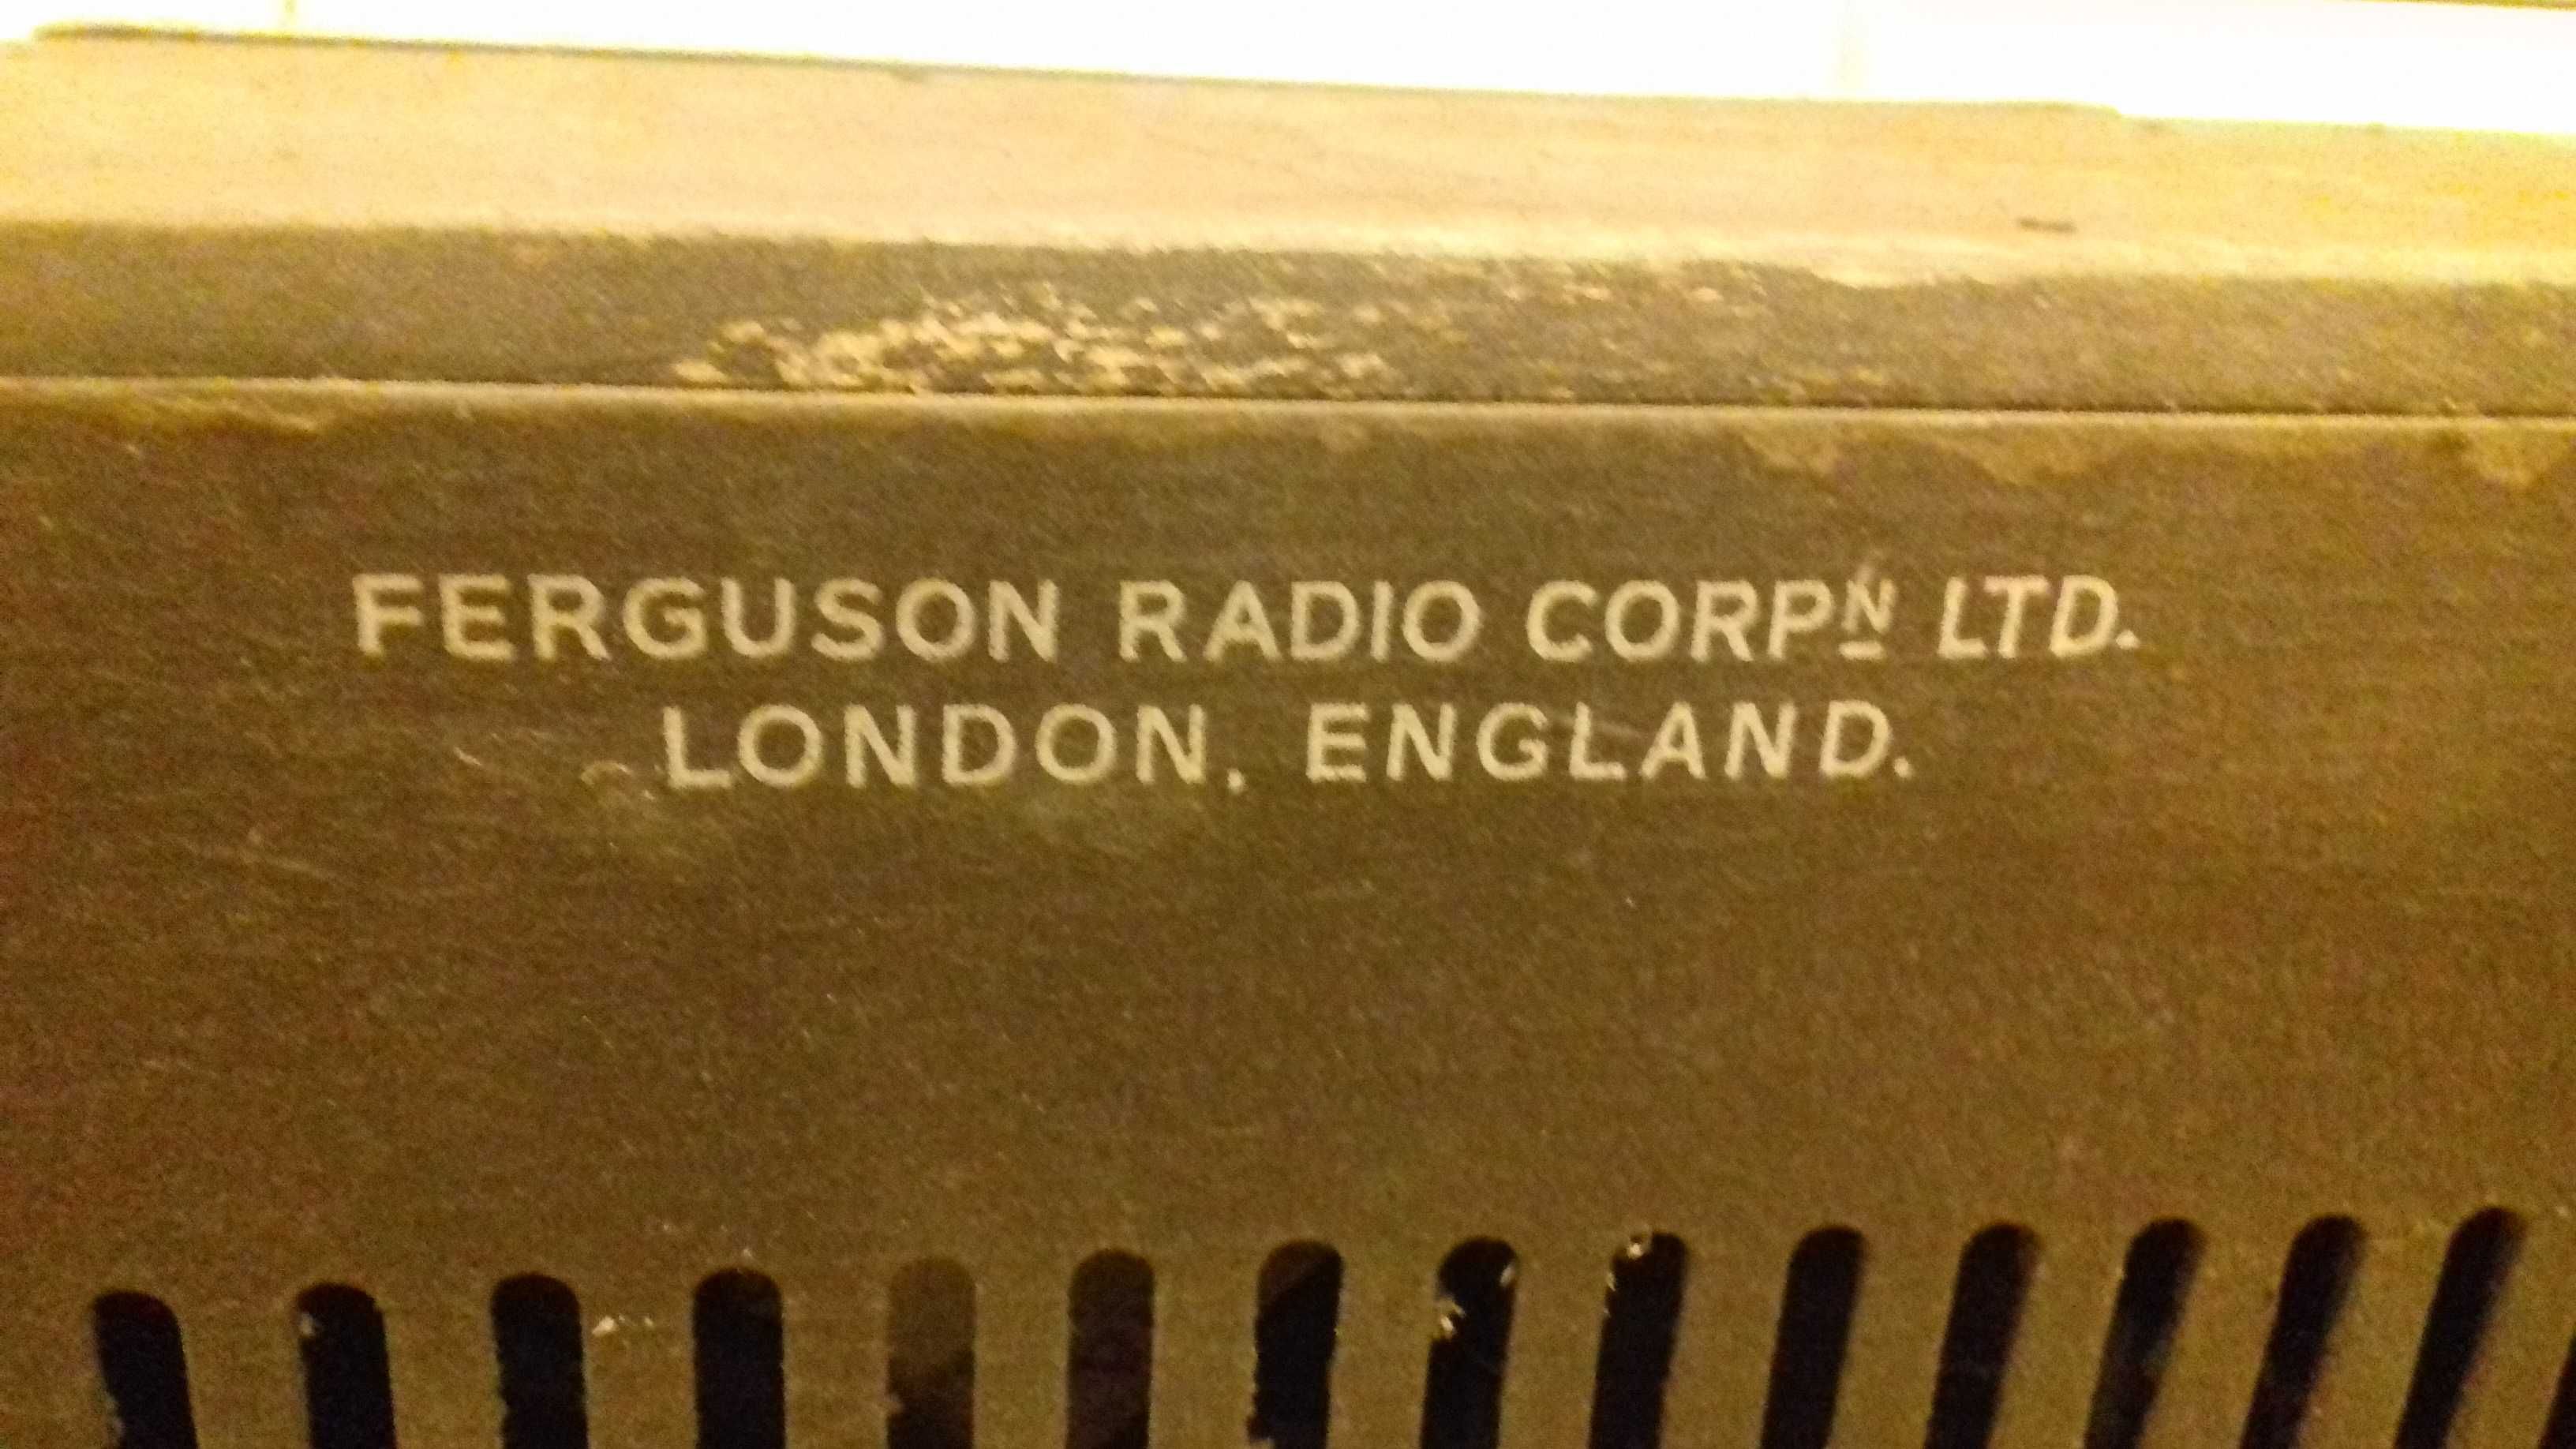 FERGUSON RADIO CORPᴺ LTD.
LONDON, ENGLAND.